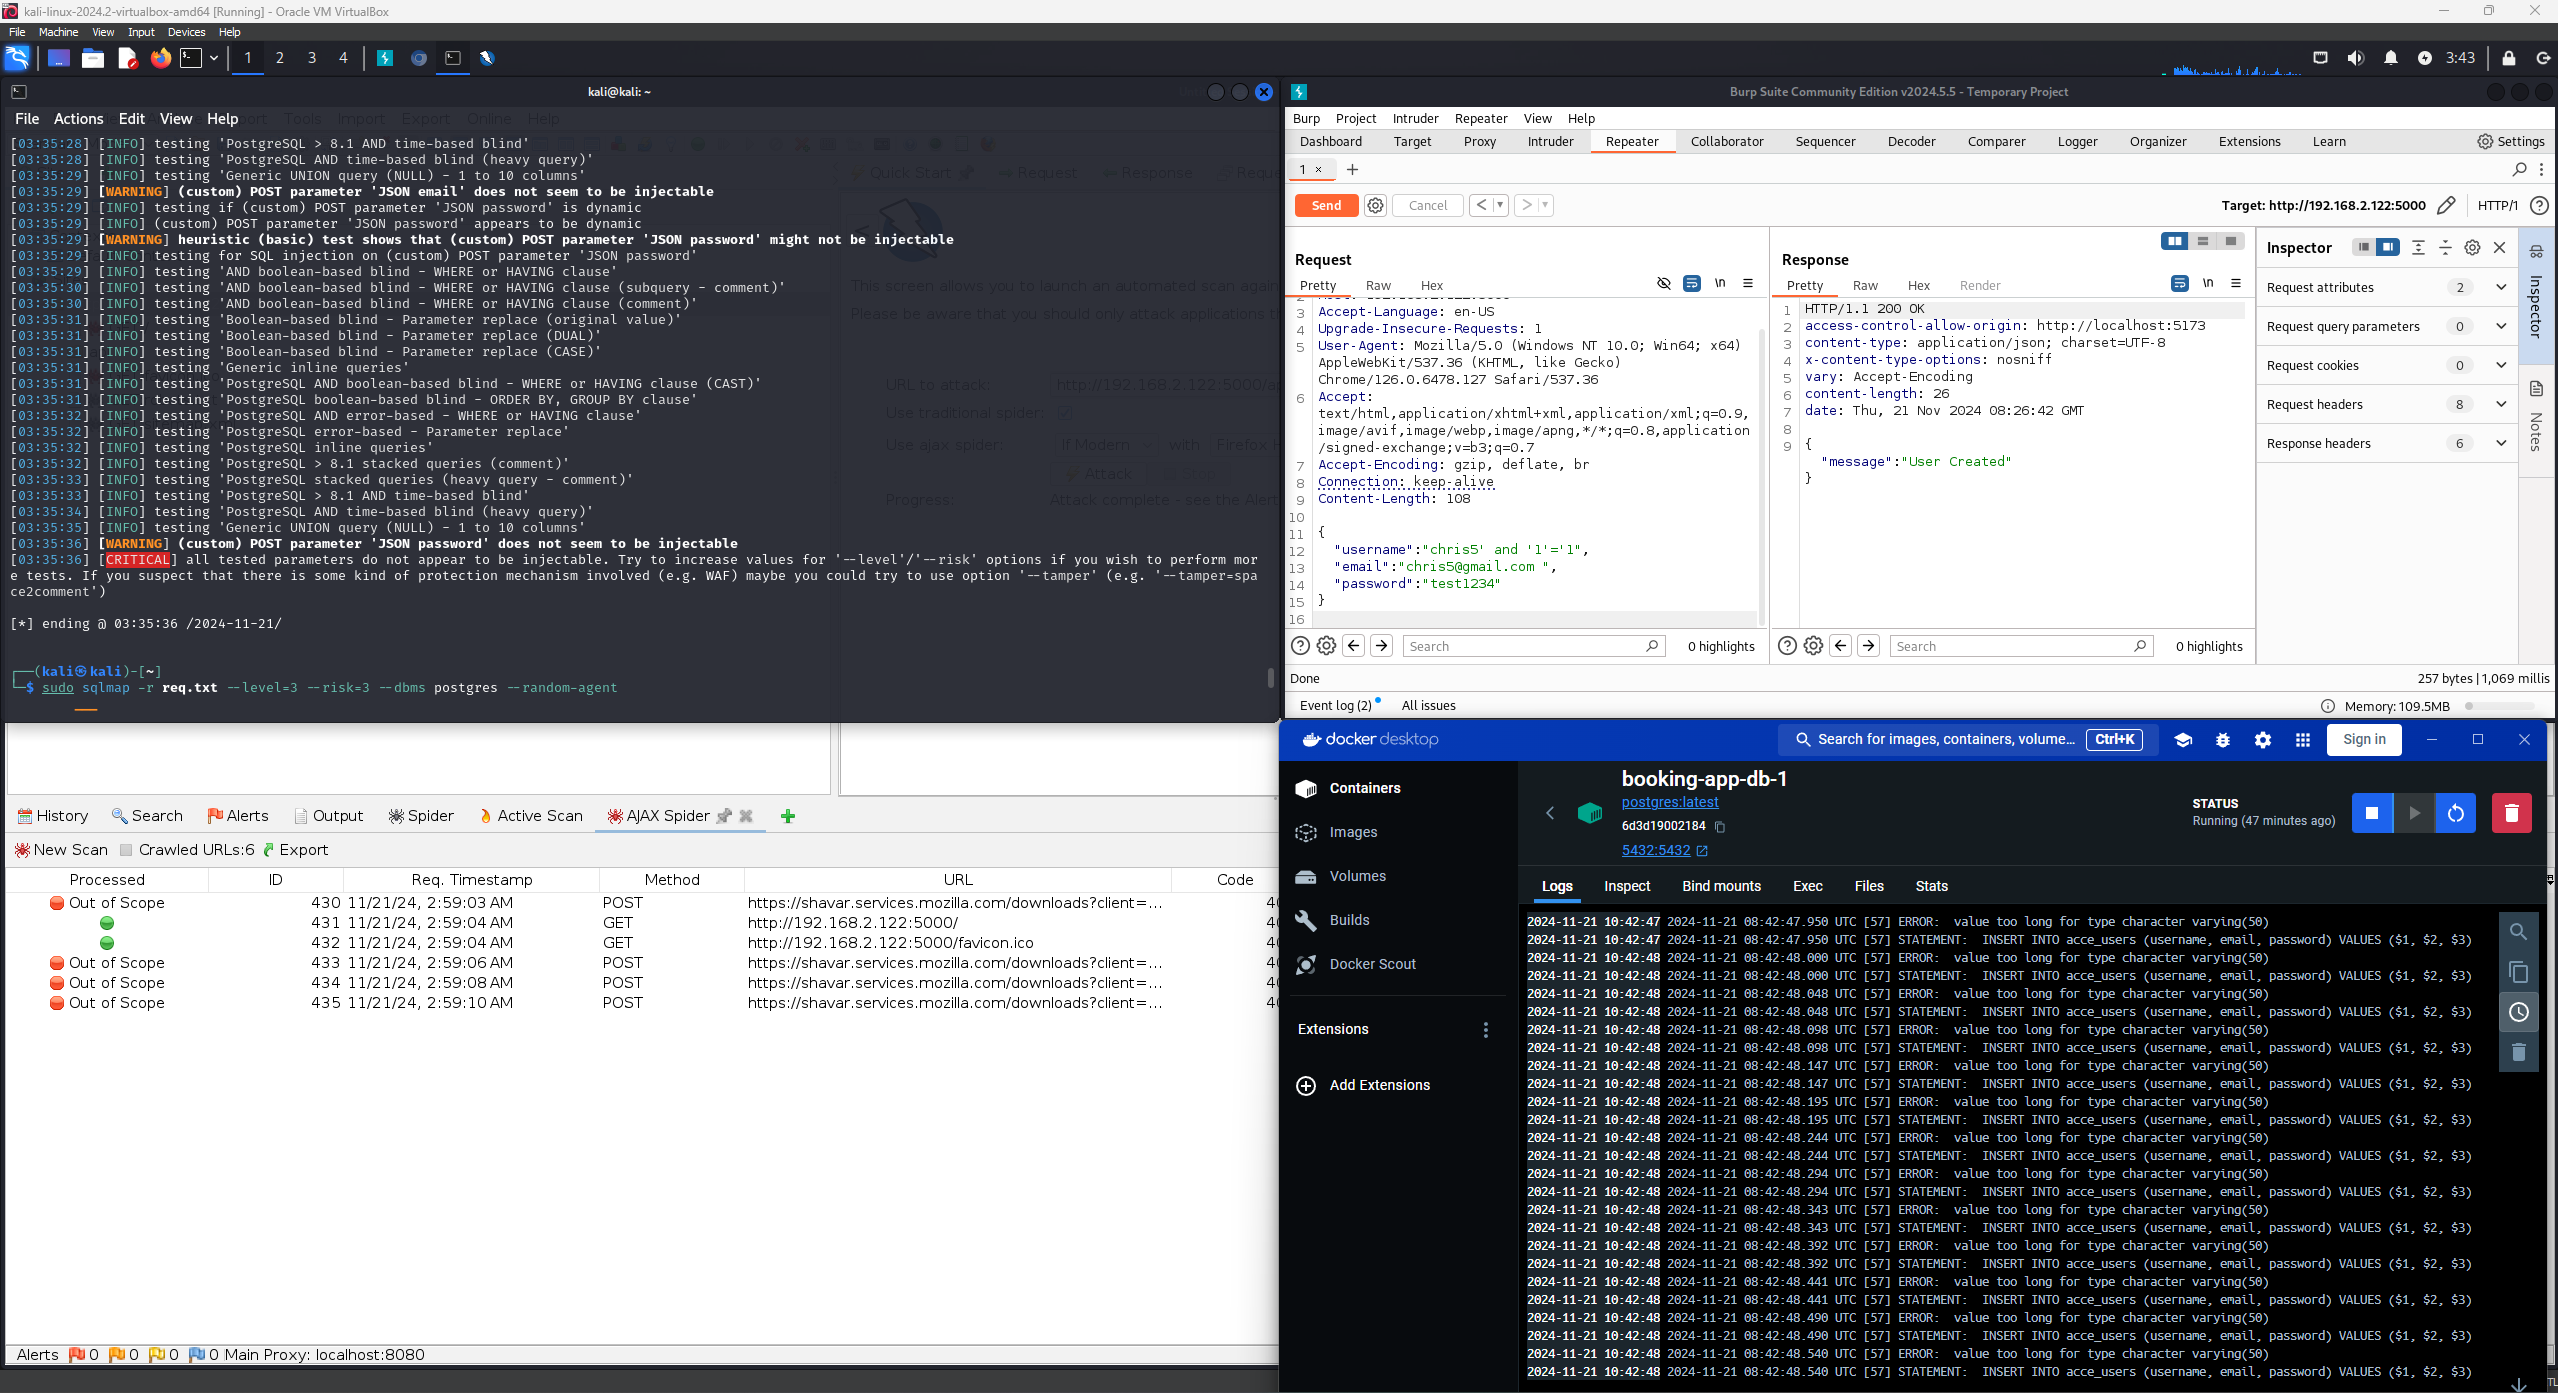 kali-linux-2024.2-virtualbox-amd64 [Running] - Oracle VM VirtualBox
File Machine View Input Devices Help
1 2 3 4
3:43
kali@kali: ~
File Actions Edit View Help
[03:35:28] [INFO] testing 'PostgreSQL > 8.1 AND time-based blind'
[03:35:28] [INFO] testing 'PostgreSQL AND time-based blind (heavy query)'
[03:35:29] [INFO] testing 'Generic UNION query (NULL) - 1 to 10 columns'
[03:35:29] [WARNING] (custom) POST parameter 'JSON email' does not seem to be injectable
[03:35:29] [INFO] testing if (custom) POST parameter 'JSON password' is dynamic
[03:35:29] [INFO] (custom) POST parameter 'JSON password' appears to be dynamic
[03:35:29] [WARNING] heuristic (basic) test shows that (custom) POST parameter 'JSON password' might not be injectable
[03:35:29] [INFO] testing for SQL injection on (custom) POST parameter 'JSON password'
[03:35:29] [INFO] testing 'AND boolean-based blind - WHERE or HAVING clause'
[03:35:30] [INFO] testing 'AND boolean-based blind - WHERE or HAVING clause (subquery - comment)'
[03:35:30] [INFO] testing 'AND boolean-based blind - WHERE or HAVING clause (comment)'
[03:35:31] [INFO] testing 'Boolean-based blind - Parameter replace (original value)'
[03:35:31] [INFO] testing 'Boolean-based blind - Parameter replace (DUAL)'
[03:35:31] [INFO] testing 'Boolean-based blind - Parameter replace (CASE)'
[03:35:31] [INFO] testing 'Generic inline queries'
[03:35:31] [INFO] testing 'PostgreSQL AND boolean-based blind - WHERE or HAVING clause (CAST)'
[03:35:31] [INFO] testing 'PostgreSQL boolean-based blind - ORDER BY, GROUP BY clause'
[03:35:32] [INFO] testing 'PostgreSQL AND error-based - WHERE or HAVING clause'
[03:35:32] [INFO] testing 'PostgreSQL error-based - Parameter replace'
[03:35:32] [INFO] testing 'PostgreSQL inline queries'
[03:35:32] [INFO] testing 'PostgreSQL > 8.1 stacked queries (comment)'
[03:35:33] [INFO] testing 'PostgreSQL stacked queries (heavy query - comment)'
[03:35:33] [INFO] testing 'PostgreSQL > 8.1 AND time-based blind'
[03:35:34] [INFO] testing 'PostgreSQL AND time-based blind (heavy query)'
[03:35:35] [INFO] testing 'Generic UNION query (NULL) - 1 to 10 columns'
[03:35:36] [WARNING] (custom) POST parameter 'JSON password' does not seem to be injectable
[03:35:36] [CRITICAL] all tested parameters do not appear to be injectable. Try to increase values for '--level'/'--risk' options if you wish to perform mor
e tests. If you suspect that there is some kind of protection mechanism involved (e.g. WAF) maybe you could try to use option '--tamper' (e.g. '--tamper=spa
ce2comment')
[*] ending @ 03:35:36 /2024-11-21/
(kali㉿kali)-[~]
$ sudo sqlmap -r req.txt --level=3 --risk=3 --dbms postgres --random-agent
Tools Import Export Online Help
Quick Start Request Response
This screen allows you to launch an automated scan again
Please be aware that you should only attack applications
URL to attack: http://192.168.2.122:5000/a
Use traditional spider:
Use ajax spider: If Modern with Firefox
Attack Stop
Progress: Attack complete - see the Alert
History Search Alerts Output Spider Active Scan AJAX Spider
New Scan Crawled URLs:6 Export
Processed ID Req. Timestamp Method URL Code
Out of Scope 430 11/21/24, 2:59:03 AM POST https://shavar.services.mozilla.com/downloads?client=... 40
431 11/21/24, 2:59:04 AM GET http://192.168.2.122:5000/ 40
432 11/21/24, 2:59:04 AM GET http://192.168.2.122:5000/favicon.ico 40
Out of Scope 433 11/21/24, 2:59:06 AM POST https://shavar.services.mozilla.com/downloads?client=... 40
Out of Scope 434 11/21/24, 2:59:08 AM POST https://shavar.services.mozilla.com/downloads?client=... 40
Out of Scope 435 11/21/24, 2:59:10 AM POST https://shavar.services.mozilla.com/downloads?client=... 40
Alerts 0 0 0 0 Main Proxy: localhost:8080
Burp Suite Community Edition v2024.5.5 - Temporary Project
Burp Project Intruder Repeater View Help
Dashboard Target Proxy Intruder Repeater Collaborator Sequencer Decoder Comparer Logger Organizer Extensions Learn Settings
1 × +
Send Cancel < >
Target: http://192.168.2.122:5000 HTTP/1
Request
Pretty Raw Hex \n
3 Accept-Language: en-US
4 Upgrade-Insecure-Requests: 1
5 User-Agent: Mozilla/5.0 (Windows NT 10.0; Win64; x64)
AppleWebKit/537.36 (KHTML, like Gecko)
Chrome/126.0.6478.127 Safari/537.36
6 Accept:
text/html,application/xhtml+xml,application/xml;q=0.9,
image/avif,image/webp,image/apng,*/*;q=0.8,application
/signed-exchange;v=b3;q=0.7
7 Accept-Encoding: gzip, deflate, br
8 Connection: keep-alive
9 Content-Length: 108
10
11 {
12 "username":"chris5' and '1'='1",
13 "email":"chris5@gmail.com ",
14 "password":"test1234"
15 }
16
Search 0 highlights
Response
Pretty Raw Hex Render \n
1 HTTP/1.1 200 OK
2 access-control-allow-origin: http://localhost:5173
3 content-type: application/json; charset=UTF-8
4 x-content-type-options: nosniff
5 vary: Accept-Encoding
6 content-length: 26
7 date: Thu, 21 Nov 2024 08:26:42 GMT
8
9 {
"message":"User Created"
}
Search 0 highlights
Inspector
Request attributes 2
Request query parameters 0
Request cookies 0
Request headers 8
Response headers 6
Inspector
Notes
Done 257 bytes | 1,069 millis
Event log (2) All issues Memory: 109.5MB
docker desktop Search for images, containers, volume... Ctrl+K Sign in
Containers
Images
Volumes
Builds
Docker Scout
Extensions
Add Extensions
booking-app-db-1
postgres:latest
6d3d19002184
5432:5432
STATUS
Running (47 minutes ago)
Logs Inspect Bind mounts Exec Files Stats
2024-11-21 10:42:47 2024-11-21 08:42:47.950 UTC [57] ERROR: value too long for type character varying(50)
2024-11-21 10:42:47 2024-11-21 08:42:47.950 UTC [57] STATEMENT: INSERT INTO acce_users (username, email, password) VALUES ($1, $2, $3)
2024-11-21 10:42:48 2024-11-21 08:42:48.000 UTC [57] ERROR: value too long for type character varying(50)
2024-11-21 10:42:48 2024-11-21 08:42:48.000 UTC [57] STATEMENT: INSERT INTO acce_users (username, email, password) VALUES ($1, $2, $3)
2024-11-21 10:42:48 2024-11-21 08:42:48.048 UTC [57] ERROR: value too long for type character varying(50)
2024-11-21 10:42:48 2024-11-21 08:42:48.048 UTC [57] STATEMENT: INSERT INTO acce_users (username, email, password) VALUES ($1, $2, $3)
2024-11-21 10:42:48 2024-11-21 08:42:48.098 UTC [57] ERROR: value too long for type character varying(50)
2024-11-21 10:42:48 2024-11-21 08:42:48.098 UTC [57] STATEMENT: INSERT INTO acce_users (username, email, password) VALUES ($1, $2, $3)
2024-11-21 10:42:48 2024-11-21 08:42:48.147 UTC [57] ERROR: value too long for type character varying(50)
2024-11-21 10:42:48 2024-11-21 08:42:48.147 UTC [57] STATEMENT: INSERT INTO acce_users (username, email, password) VALUES ($1, $2, $3)
2024-11-21 10:42:48 2024-11-21 08:42:48.195 UTC [57] ERROR: value too long for type character varying(50)
2024-11-21 10:42:48 2024-11-21 08:42:48.195 UTC [57] STATEMENT: INSERT INTO acce_users (username, email, password) VALUES ($1, $2, $3)
2024-11-21 10:42:48 2024-11-21 08:42:48.244 UTC [57] ERROR: value too long for type character varying(50)
2024-11-21 10:42:48 2024-11-21 08:42:48.244 UTC [57] STATEMENT: INSERT INTO acce_users (username, email, password) VALUES ($1, $2, $3)
2024-11-21 10:42:48 2024-11-21 08:42:48.294 UTC [57] ERROR: value too long for type character varying(50)
2024-11-21 10:42:48 2024-11-21 08:42:48.294 UTC [57] STATEMENT: INSERT INTO acce_users (username, email, password) VALUES ($1, $2, $3)
2024-11-21 10:42:48 2024-11-21 08:42:48.343 UTC [57] ERROR: value too long for type character varying(50)
2024-11-21 10:42:48 2024-11-21 08:42:48.343 UTC [57] STATEMENT: INSERT INTO acce_users (username, email, password) VALUES ($1, $2, $3)
2024-11-21 10:42:48 2024-11-21 08:42:48.392 UTC [57] ERROR: value too long for type character varying(50)
2024-11-21 10:42:48 2024-11-21 08:42:48.392 UTC [57] STATEMENT: INSERT INTO acce_users (username, email, password) VALUES ($1, $2, $3)
2024-11-21 10:42:48 2024-11-21 08:42:48.441 UTC [57] ERROR: value too long for type character varying(50)
2024-11-21 10:42:48 2024-11-21 08:42:48.441 UTC [57] STATEMENT: INSERT INTO acce_users (username, email, password) VALUES ($1, $2, $3)
2024-11-21 10:42:48 2024-11-21 08:42:48.490 UTC [57] ERROR: value too long for type character varying(50)
2024-11-21 10:42:48 2024-11-21 08:42:48.490 UTC [57] STATEMENT: INSERT INTO acce_users (username, email, password) VALUES ($1, $2, $3)
2024-11-21 10:42:48 2024-11-21 08:42:48.540 UTC [57] ERROR: value too long for type character varying(50)
2024-11-21 10:42:48 2024-11-21 08:42:48.540 UTC [57] STATEMENT: INSERT INTO acce_users (username, email, password) VALUES ($1, $2, $3)